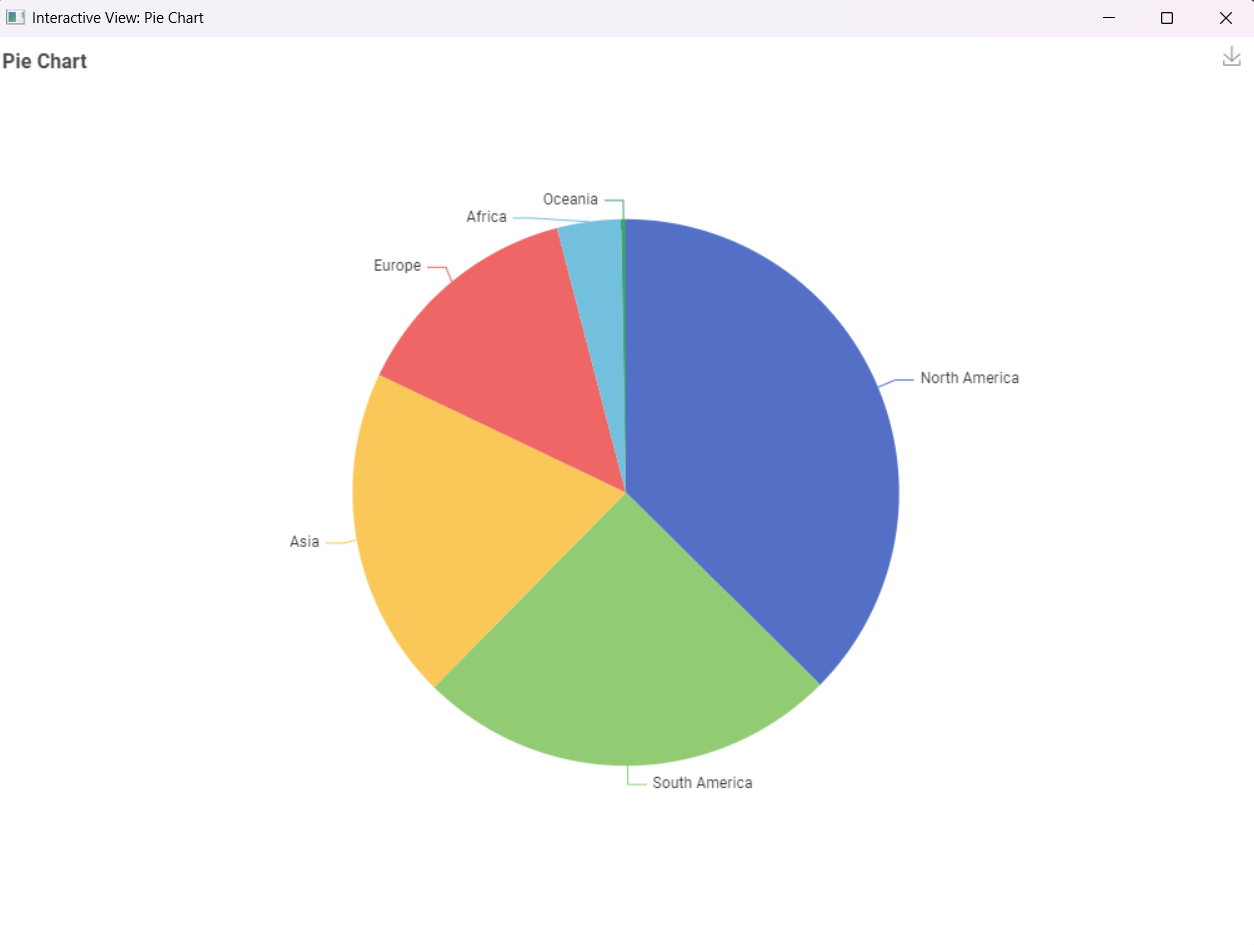 Interactive View: Pie Chart
Pie Chart
Oceania
Africa
Europe
North America
Asia
South America